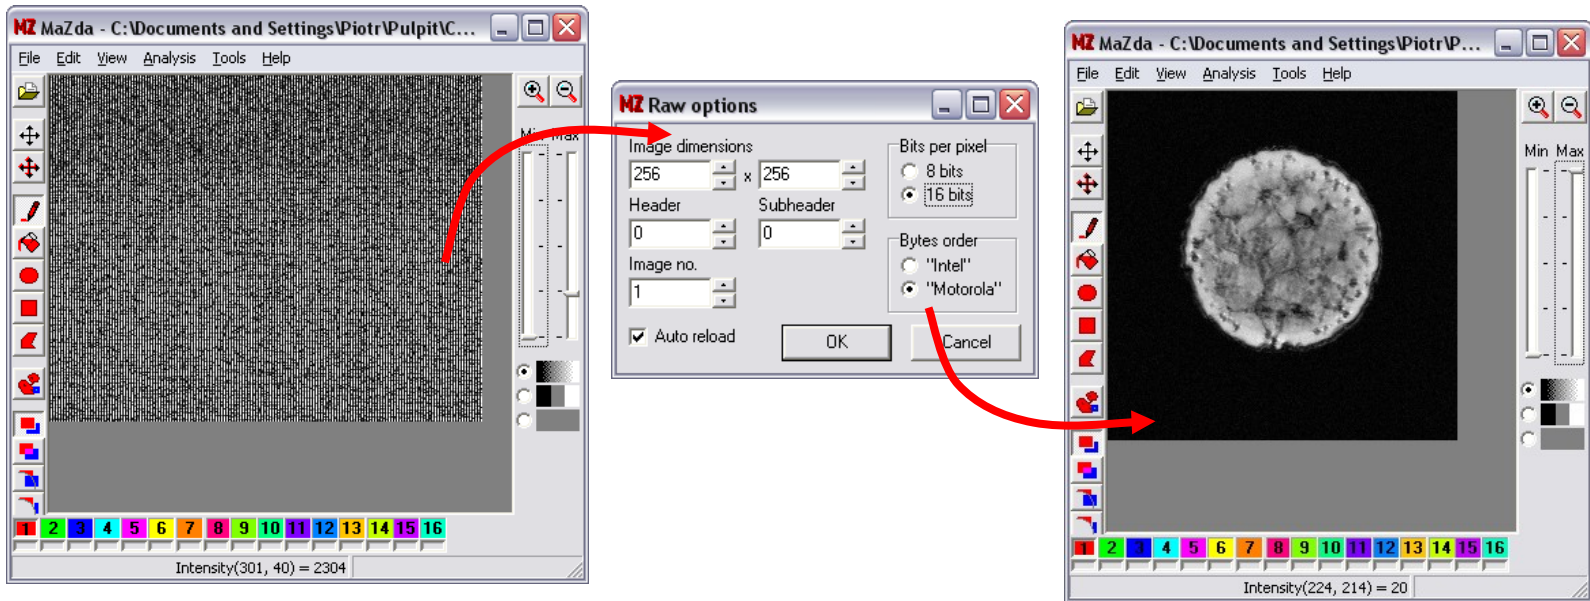 MZ MaZda - C:\Documents and Settings\Piotr\Pulpit\C...
File Edit View Analysis Tools Help
Min Max
1 2 3 4 5 6 7 8 9 10 11 12 13 14 15 16
Intensity(301, 40) = 2304
MZ Raw options
Image dimensions
256 x 256
Header Subheader
0 0
Image no.
1
Auto reload
Bits per pixel
8 bits
16 bits
Bytes order
"Intel"
"Motorola"
OK Cancel
MZ MaZda - C:\Documents and Settings\Piotr\P...
File Edit View Analysis Tools Help
Min Max
1 2 3 4 5 6 7 8 9 10 11 12 13 14 15 16
Intensity(224, 214) = 20